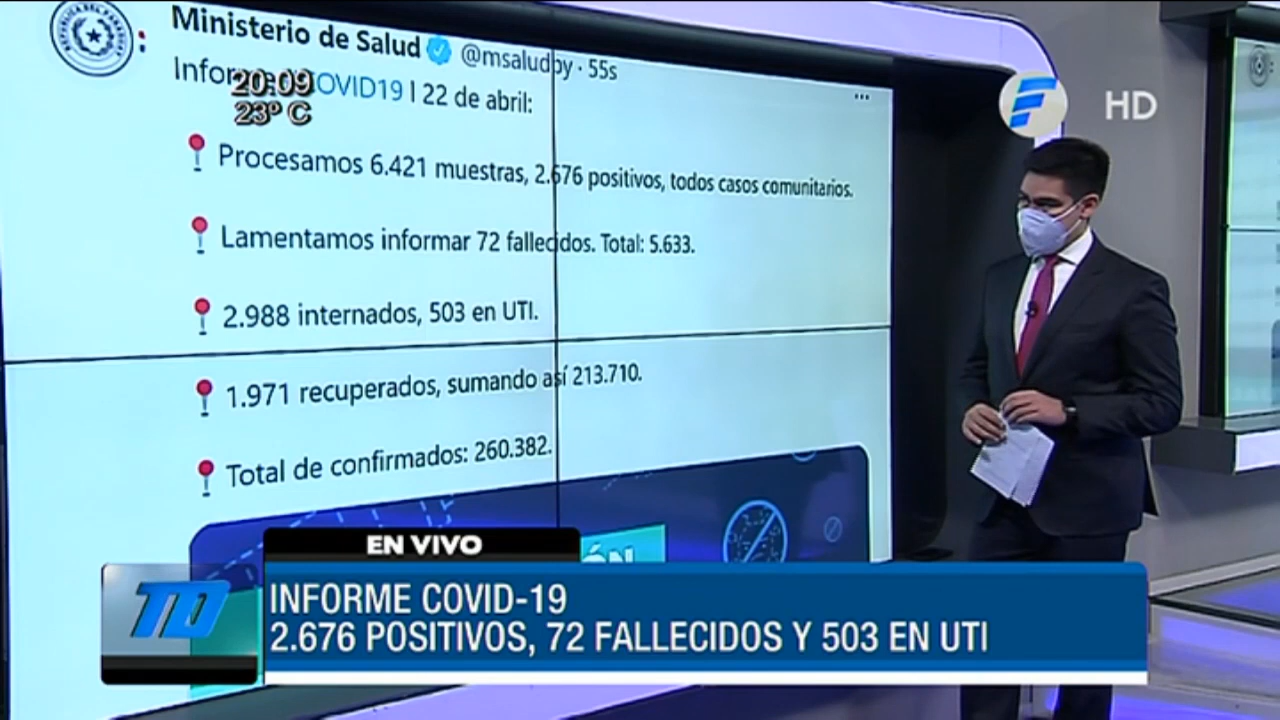 Ministerio de Salud @msaludpy · 55s
COVID19 | 22 de abril:
20:09
23º C
HD
Procesamos 6.421 muestras, 2.676 positivos, todos casos comunitarios.
Lamentamos informar 72 fallecidos. Total: 5.633.
2.988 internados, 503 en UTI.
1.971 recuperados, sumando así 213.710.
Total de confirmados: 260.382.
EN VIVO
TD
INFORME COVID-19
2.676 POSITIVOS, 72 FALLECIDOS Y 503 EN UTI